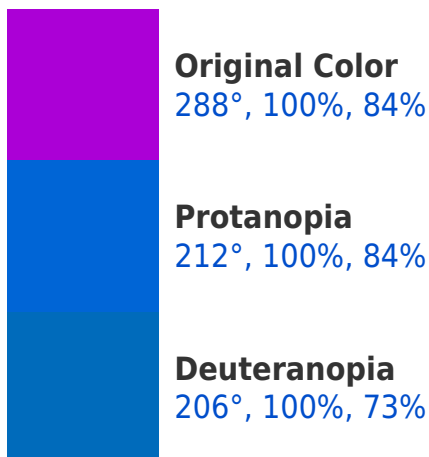 Original Color
288°, 100%, 84%
Protanopia
212°, 100%, 84%
Deuteranopia
206°, 100%, 73%